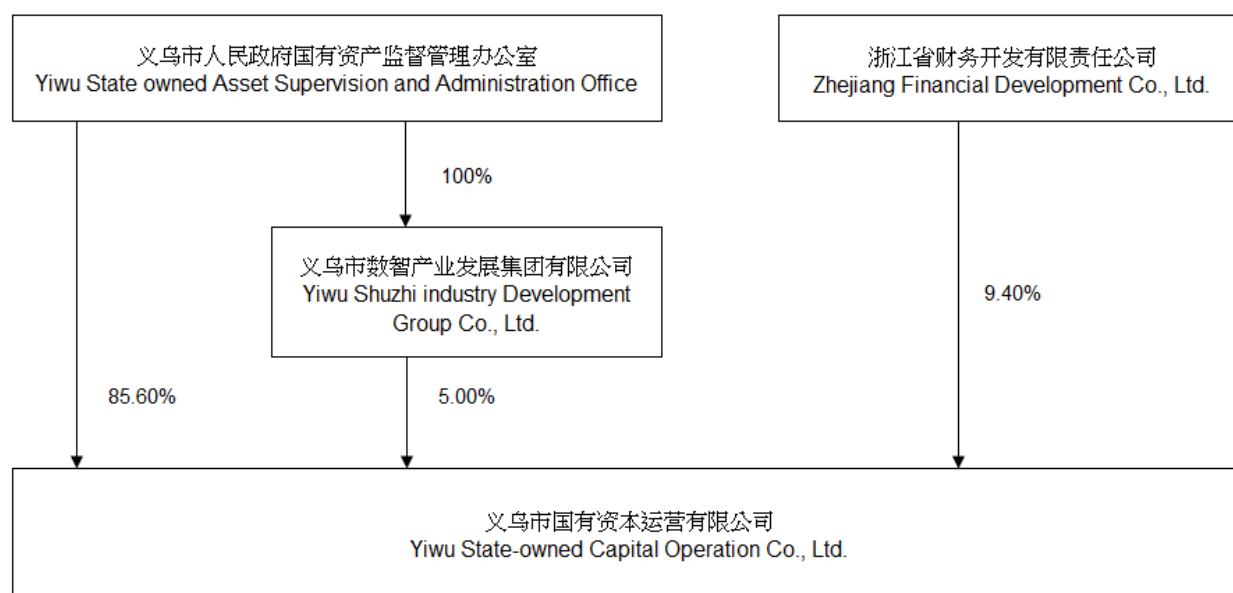 义乌市人民政府国有资产监督管理办公室
Yiwu State owned Asset Supervision and Administration Office
浙江省财务开发有限责任公司
Zhejiang Financial Development Co., Ltd.
100%
义乌市数智产业发展集团有限公司
Yiwu Shuzhi industry Development
Group Co., Ltd.
9.40%
85.60%
5.00%
义乌市国有资本运营有限公司
Yiwu State-owned Capital Operation Co., Ltd.